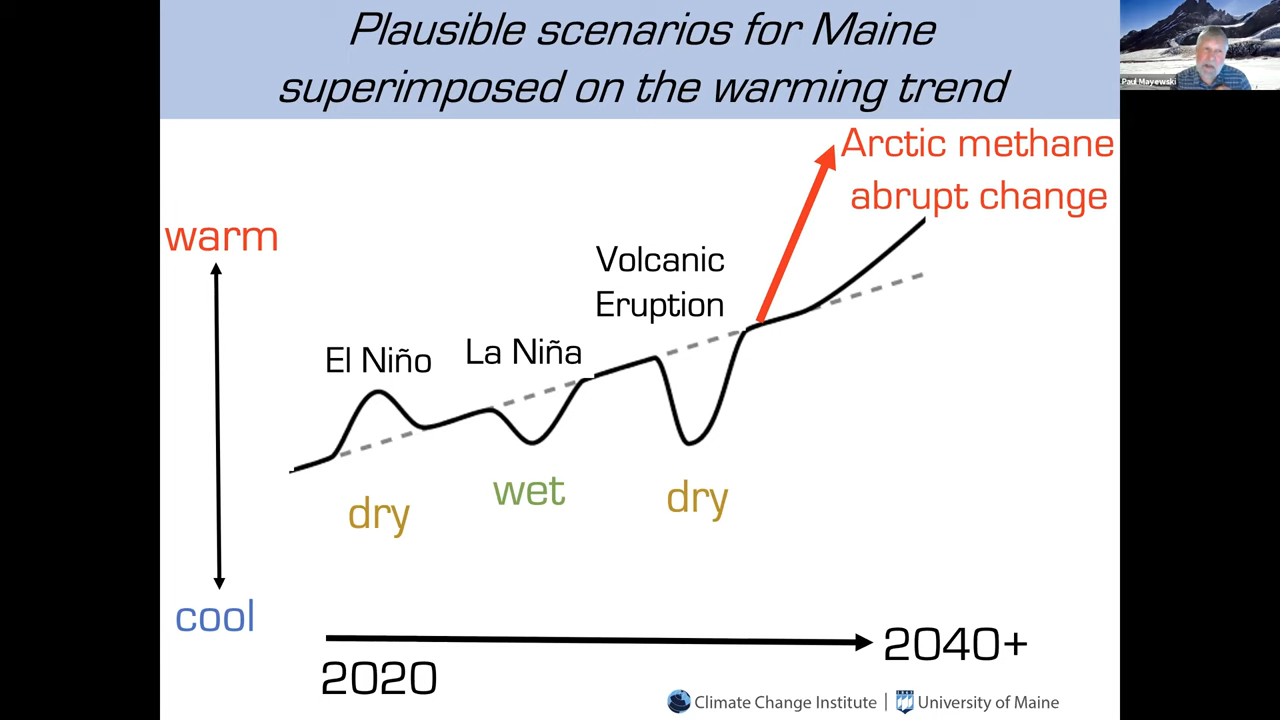 Plausible scenarios for Maine
superimposed on the warming trend
Paul Mayewski
Arctic methane
abrupt change
warm
Volcanic
Eruption
El Niño
La Niña
dry
wet
dry
cool
2020
2040+
Climate Change Institute | University of Maine